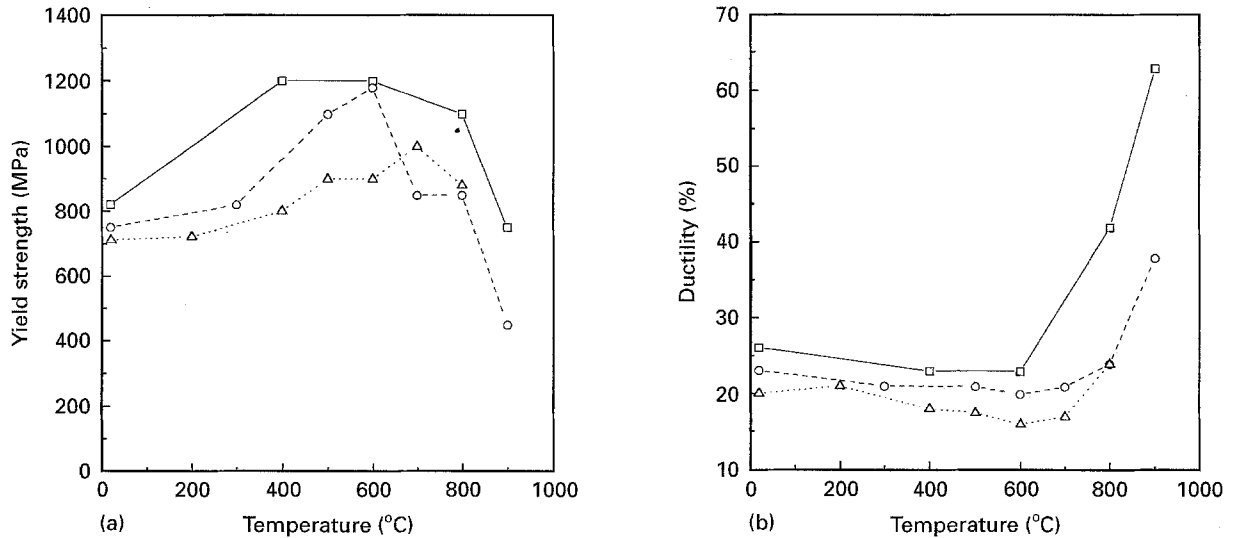 1400
1200
1000
800
600
400
200
0
Yield strength (MPa)
0 200 400 600 800 1000
(a) Temperature (°C)
70
60
50
40
30
20
10
Ductility (%)
0 200 400 600 800 1000
(b) Temperature (°C)